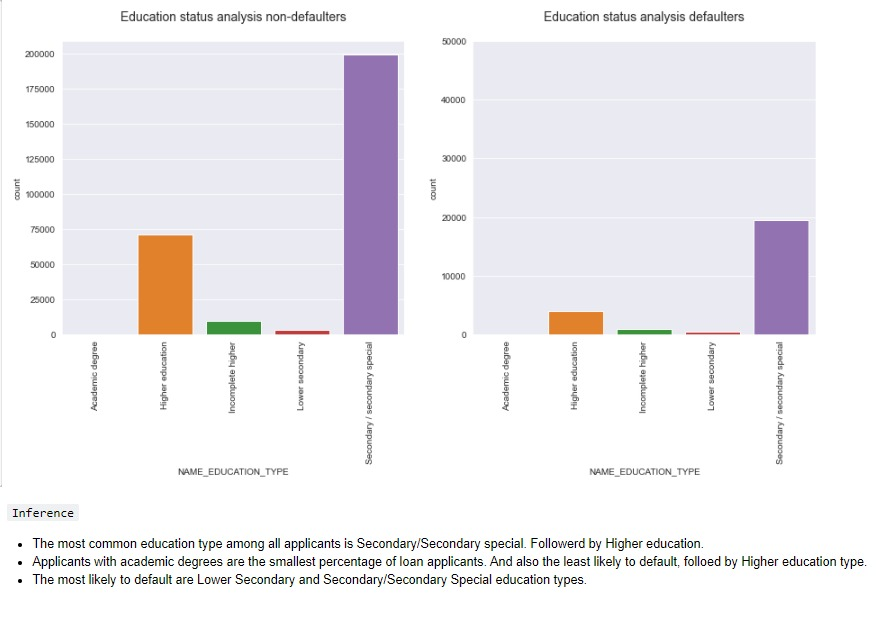 Education status analysis non-defaulters
Education status analysis defaulters
200000
175000
150000
125000
100000
75000
50000
25000
0
count
Academic degree
Higher education
Incomplete higher
Lower secondary
Secondary / secondary special
NAME_EDUCATION_TYPE
50000
40000
30000
20000
10000
0
count
Academic degree
Higher education
Incomplete higher
Lower secondary
Secondary / secondary special
NAME_EDUCATION_TYPE
Inference
• The most common education type among all applicants is Secondary/Secondary special. Followerd by Higher education.
• Applicants with academic degrees are the smallest percentage of loan applicants. And also the least likely to default, folloed by Higher education type.
• The most likely to default are Lower Secondary and Secondary/Secondary Special education types.